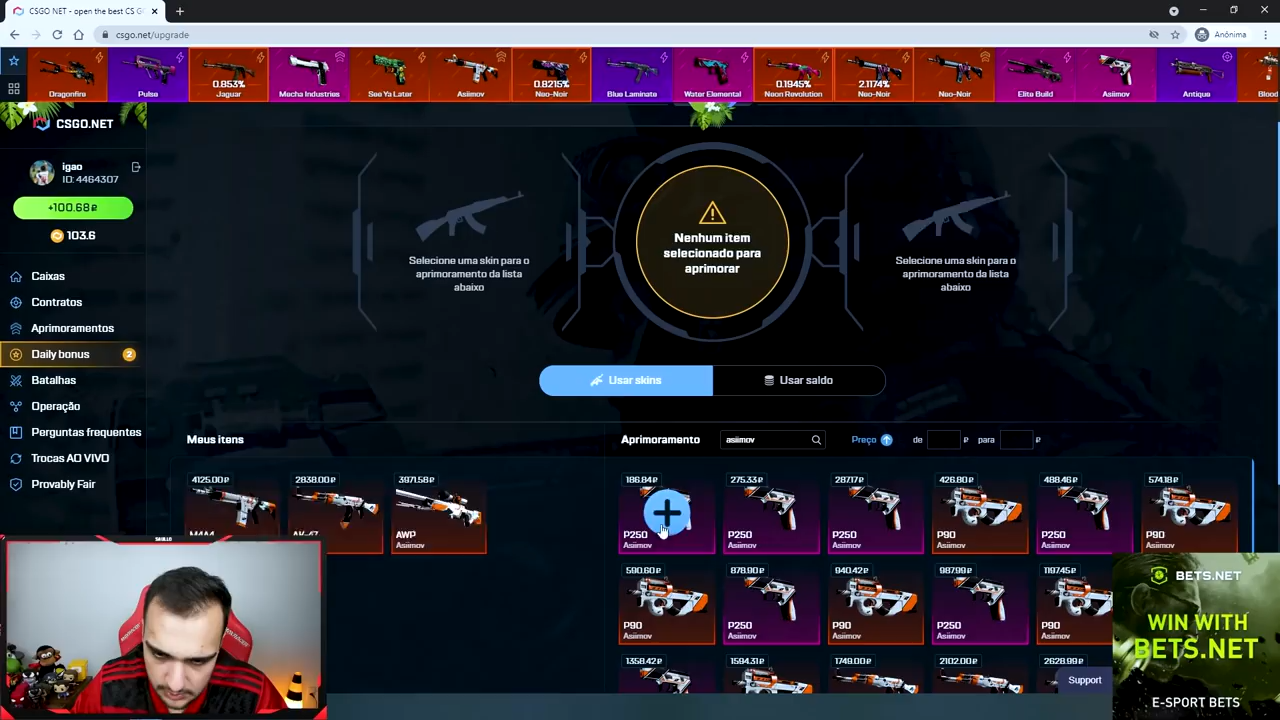 CSGO NET - open the best CS G
csgo.net/upgrade
Anônima
Dragonfire
Pulse
0.853%
Jaguar
Mecha Industries
See Ya Later
Asiimov
0.6215%
Neo-Noir
Blue Laminate
Water Elemental
0.1945%
Neon Revolution
2.1174%
Neo-Noir
Neo-Noir
Elite Build
Asiimov
Antique
Blood
CSGO.NET
igao
ID: 4464307
+100.68 ₽
103.6
Caixas
Contratos
Aprimoramentos
Daily bonus 2
Batalhas
Operação
Perguntas frequentes
Trocas AO VIVO
Provably Fair
Selecione uma skin para o
aprimoramento da lista
abaixo
Nenhum item
selecionado para
aprimorar
Selecione uma skin para o
aprimoramento da lista
abaixo
Usar skins
Usar saldo
Meus itens
Aprimoramento
asiimov
Preço
de ₽ para ₽
4125.00 ₽
2838.00 ₽
3971.58 ₽
M4A4
AK-47
AWP
Asiimov
186.84 ₽
275.33 ₽
287.17 ₽
426.80 ₽
488.46 ₽
574.18 ₽
P250
Asiimov
P250
Asiimov
P250
Asiimov
P90
Asiimov
P250
Asiimov
P90
Asiimov
590.60 ₽
878.90 ₽
940.42 ₽
987.99 ₽
1197.45 ₽
P90
Asiimov
P250
Asiimov
P90
Asiimov
P250
Asiimov
P90
Asiimov
1358.42 ₽
1594.31 ₽
1749.00 ₽
2102.00 ₽
2628.99 ₽
Support
SAULLO
BETS.NET
WIN WITH
BETS.NET
E-SPORT BETS